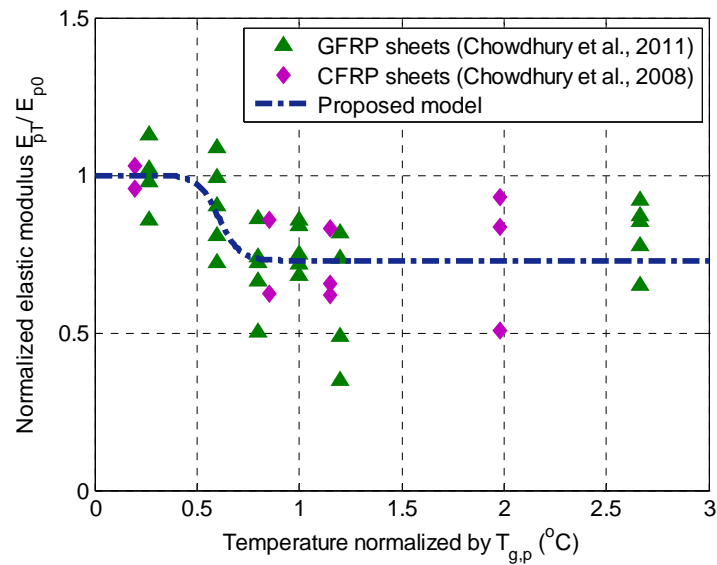 1.5
1
0.5
0
0
0.5
1
1.5
2
2.5
3
GFRP sheets (Chowdhury et al., 2011)
CFRP sheets (Chowdhury et al., 2008)
Proposed model
Normalized elastic modulus E_pT/ E_p0
Temperature normalized by T_g,p (°C)